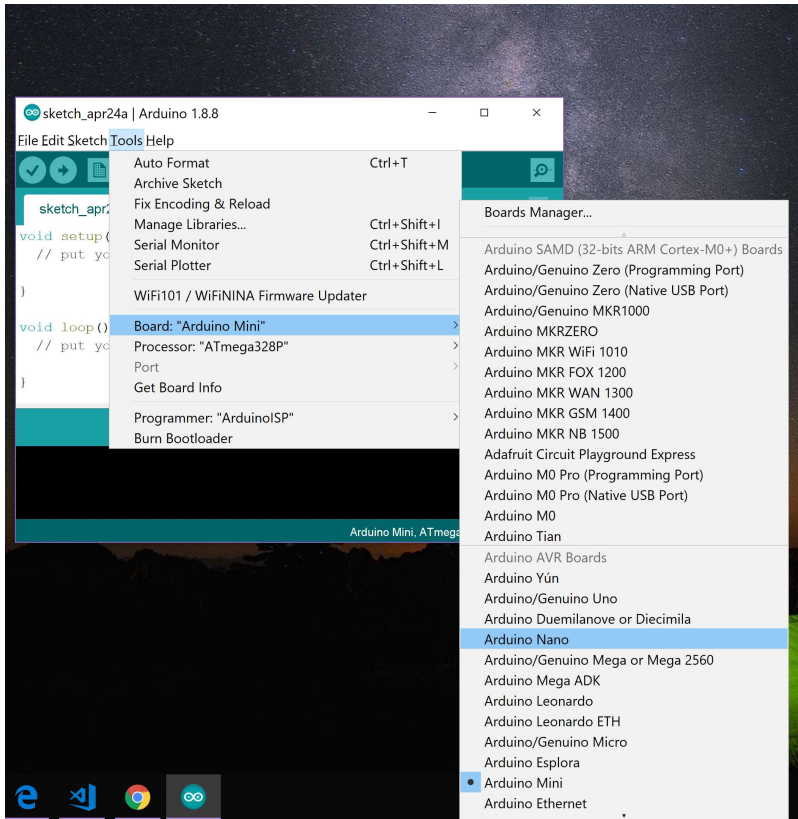 sketch_apr24a | Arduino 1.8.8
File Edit Sketch Tools Help
Auto Format Ctrl+T
Archive Sketch
Fix Encoding & Reload
Manage Libraries... Ctrl+Shift+I
Serial Monitor Ctrl+Shift+M
Serial Plotter Ctrl+Shift+L
WiFi101 / WiFiNINA Firmware Updater
Board: "Arduino Mini"
Processor: "ATmega328P"
Port
Get Board Info
Programmer: "ArduinoISP"
Burn Bootloader
sketch_apr2
void setup(
// put yo
}
void loop()
// put yo
}
Arduino Mini, ATmega
Boards Manager...
Arduino SAMD (32-bits ARM Cortex-M0+) Boards
Arduino/Genuino Zero (Programming Port)
Arduino/Genuino Zero (Native USB Port)
Arduino/Genuino MKR1000
Arduino MKRZERO
Arduino MKR WiFi 1010
Arduino MKR FOX 1200
Arduino MKR WAN 1300
Arduino MKR GSM 1400
Arduino MKR NB 1500
Adafruit Circuit Playground Express
Arduino M0 Pro (Programming Port)
Arduino M0 Pro (Native USB Port)
Arduino M0
Arduino Tian
Arduino AVR Boards
Arduino Yún
Arduino/Genuino Uno
Arduino Duemilanove or Diecimila
Arduino Nano
Arduino/Genuino Mega or Mega 2560
Arduino Mega ADK
Arduino Leonardo
Arduino Leonardo ETH
Arduino/Genuino Micro
Arduino Esplora
Arduino Mini
Arduino Ethernet